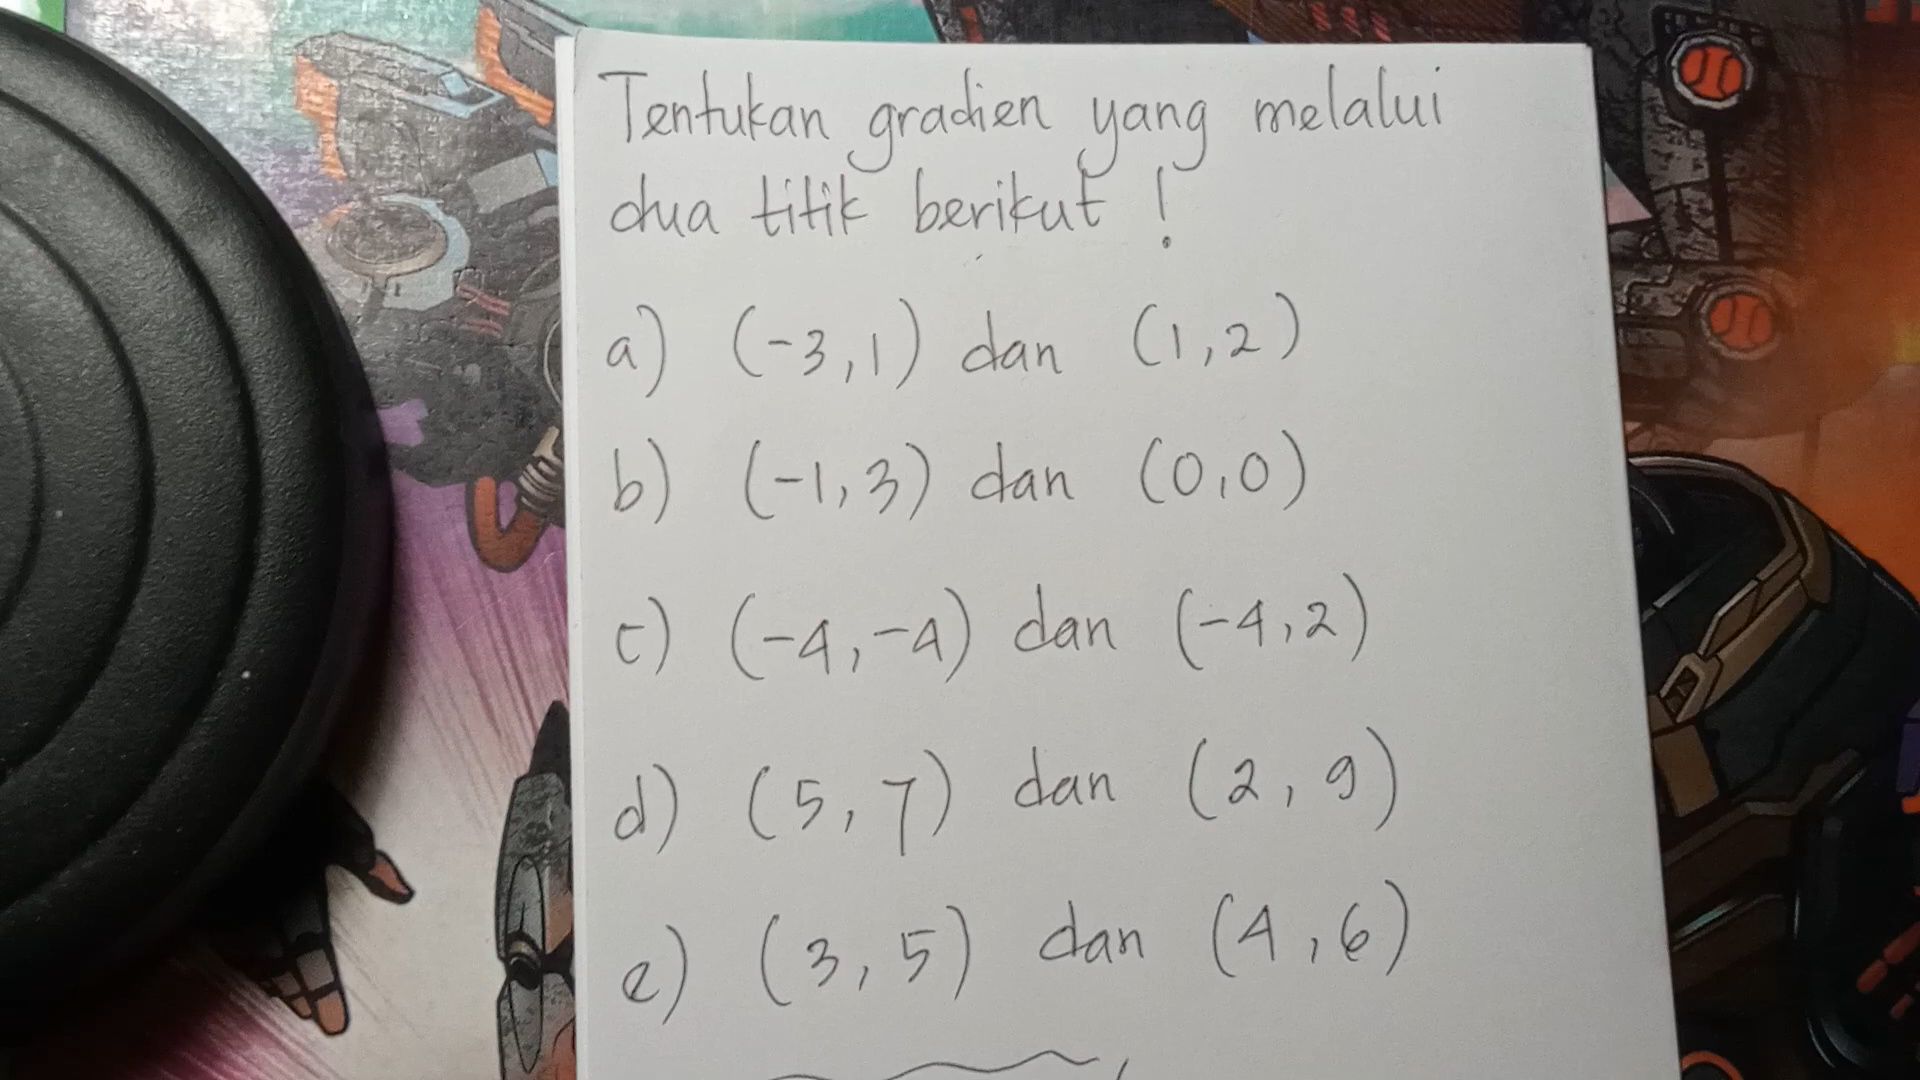 Tentukan gradien yang melalui
dua titik berikut !
a) (-3,1) dan (1,2)
b) (-1,3) dan (0,0)
c) (-4,-4) dan (-4,2)
d) (5,7) dan (2,9)
e) (3,5) dan (4,6)